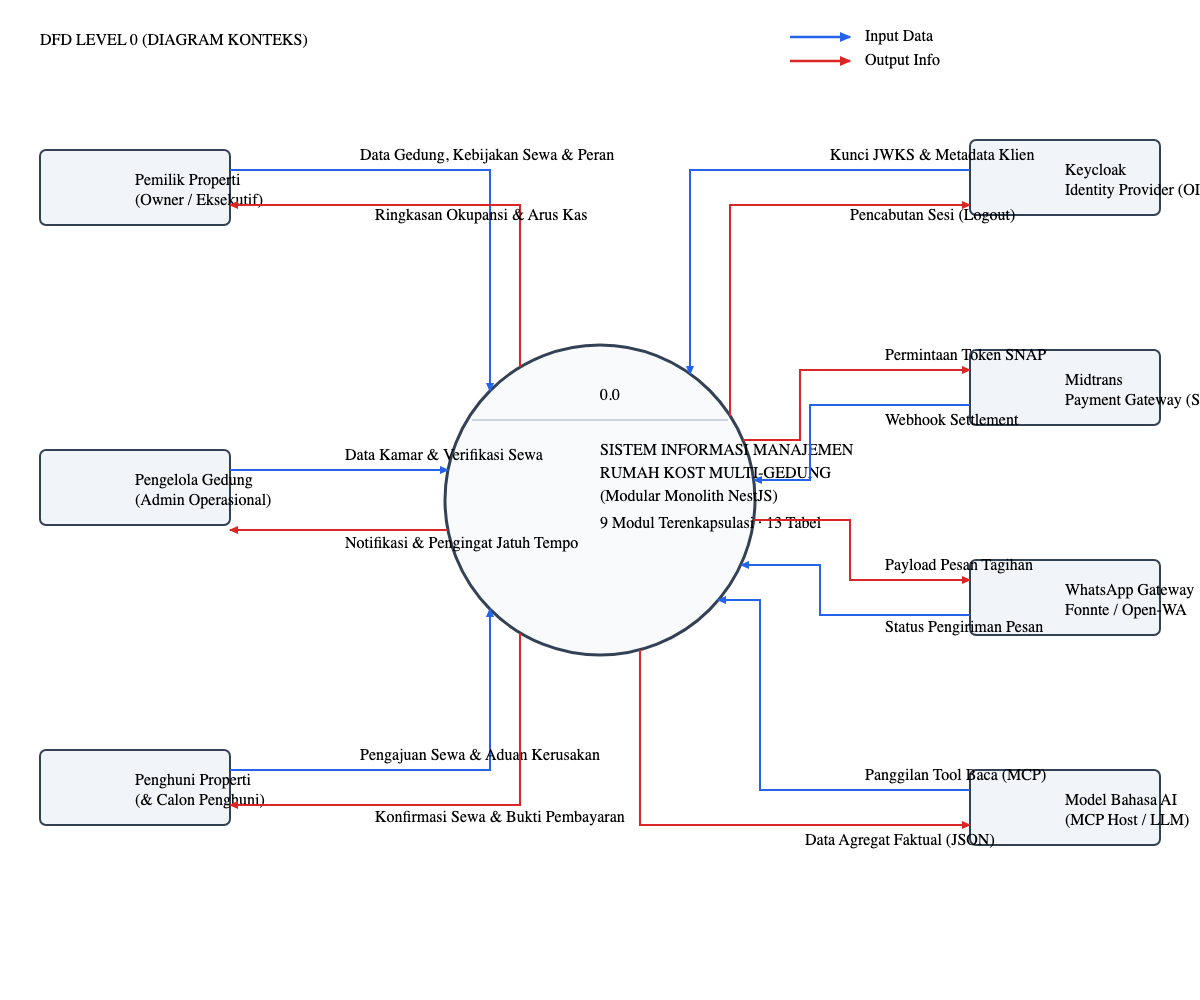 DFD LEVEL 0 (DIAGRAM KONTEKS)
Input Data
Output Info
Data Gedung, Kebijakan Sewa & Peran
Pemilik Properti
(Owner / Eksekutif)
Ringkasan Okupansi & Arus Kas
Kunci JWKS & Metadata Klien
Keycloak
Identity Provider (OI
Pencabutan Sesi (Logout)
Permintaan Token SNAP
Midtrans
Payment Gateway (S
Webhook Settlement
0.0
SISTEM INFORMASI MANAJEMEN
RUMAH KOST MULTI-GEDUNG
(Modular Monolith NestJS)
9 Modul Terenkapsulasi · 13 Tabel
Data Kamar & Verifikasi Sewa
Pengelola Gedung
(Admin Operasional)
Notifikasi & Pengingat Jatuh Tempo
Payload Pesan Tagihan
WhatsApp Gateway
Fonnte / Open-WA
Status Pengiriman Pesan
Pengajuan Sewa & Aduan Kerusakan
Penghuni Properti
(& Calon Penghuni)
Konfirmasi Sewa & Bukti Pembayaran
Panggilan Tool Baca (MCP)
Model Bahasa AI
(MCP Host / LLM)
Data Agregat Faktual (JSON)